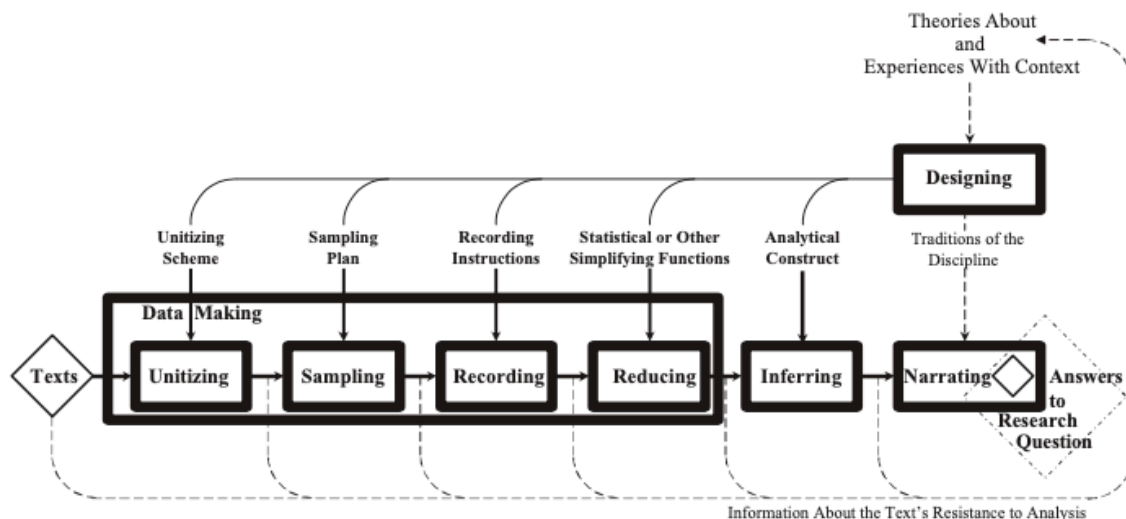 Theories About
and
Experiences With Context
Designing
Unitizing
Scheme
Sampling
Plan
Recording
Instructions
Statistical or Other
Simplifying Functions
Analytical
Construct
Traditions of the
Discipline
Data Making
Texts
Unitizing
Sampling
Recording
Reducing
Inferring
Narrating
Answers
to
Research
Question
Information About the Text's Resistance to Analysis